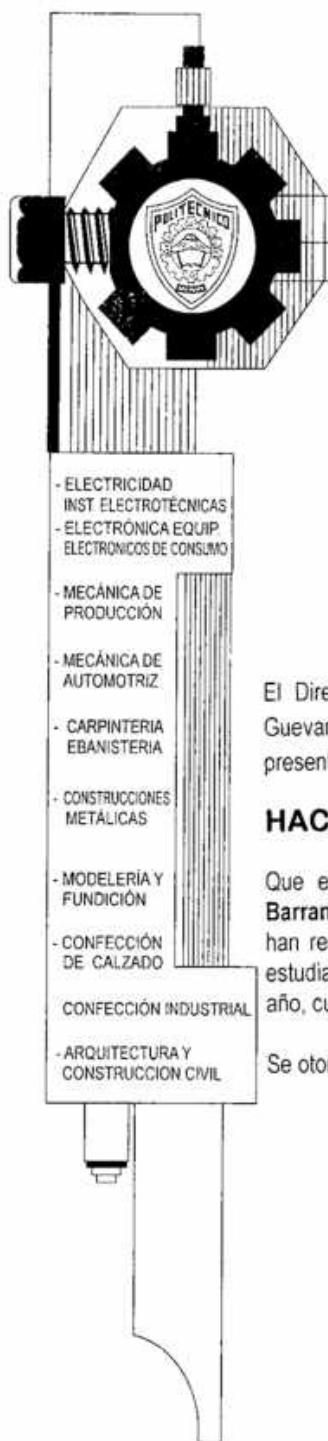 POLITECNICO
- ELECTRICIDAD
INST. ELECTROTÉCNICAS
- ELECTRÓNICA EQUIP.
ELECTRONICOS DE CONSUMO
- MECÁNICA DE
PRODUCCIÓN
- MECÁNICA DE
AUTOMOTRIZ
- CARPINTERIA
EBANISTERIA
- CONSTRUCCIONES
METÁLICAS
- MODELERÍA Y
FUNDICIÓN
- CONFECCIÓN
DE CALZADO
CONFECCIÓN INDUSTRIAL
- ARQUITECTURA Y
CONSTRUCCION CIVIL
El Dire
Guevar
present
HAC
Que e
Barran
han re
estudia
año, cu
Se otor